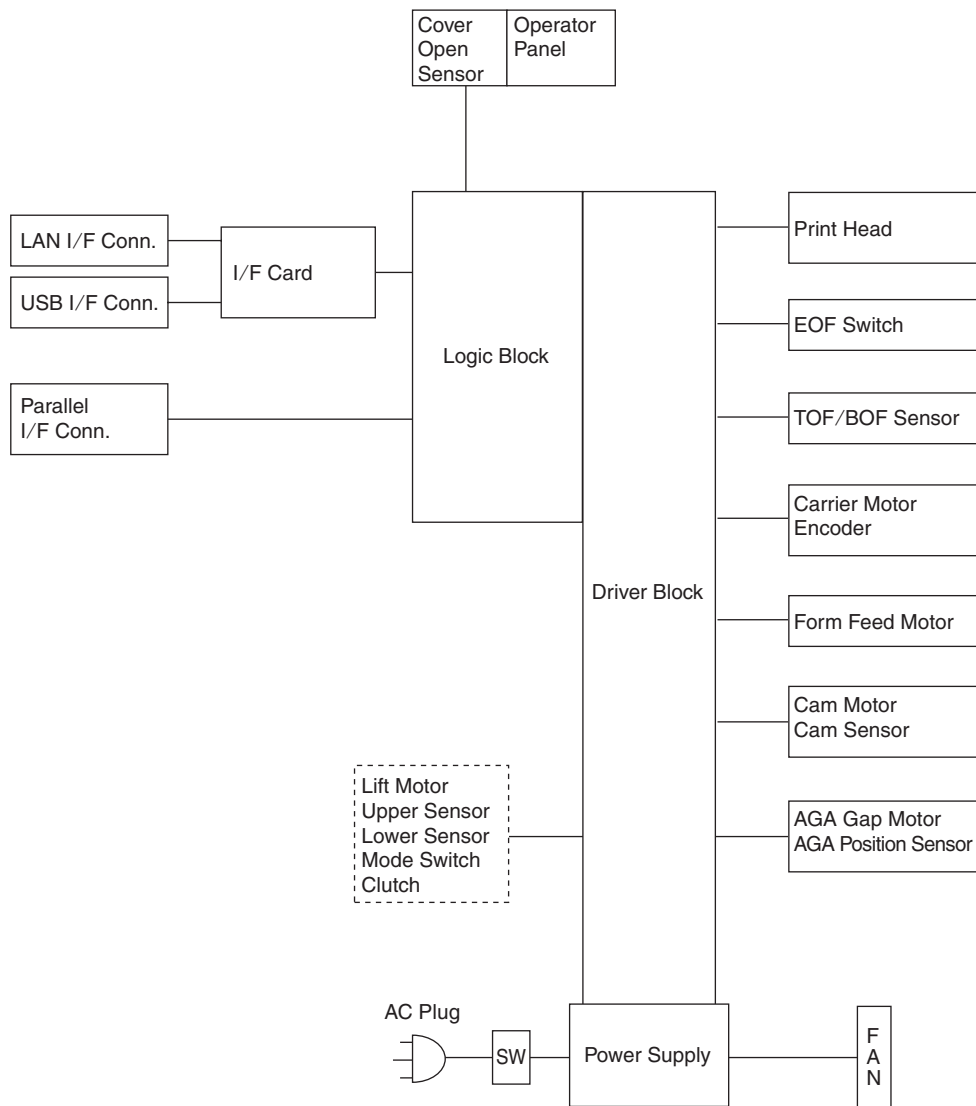 Cover
Open
Sensor
Operator
Panel
LAN I/F Conn.
USB I/F Conn.
I/F Card
Parallel
I/F Conn.
Logic Block
Driver Block
Print Head
EOF Switch
TOF/BOF Sensor
Carrier Motor
Encoder
Form Feed Motor
Cam Motor
Cam Sensor
AGA Gap Motor
AGA Position Sensor
Lift Motor
Upper Sensor
Lower Sensor
Mode Switch
Clutch
AC Plug
SW
Power Supply
F
A
N